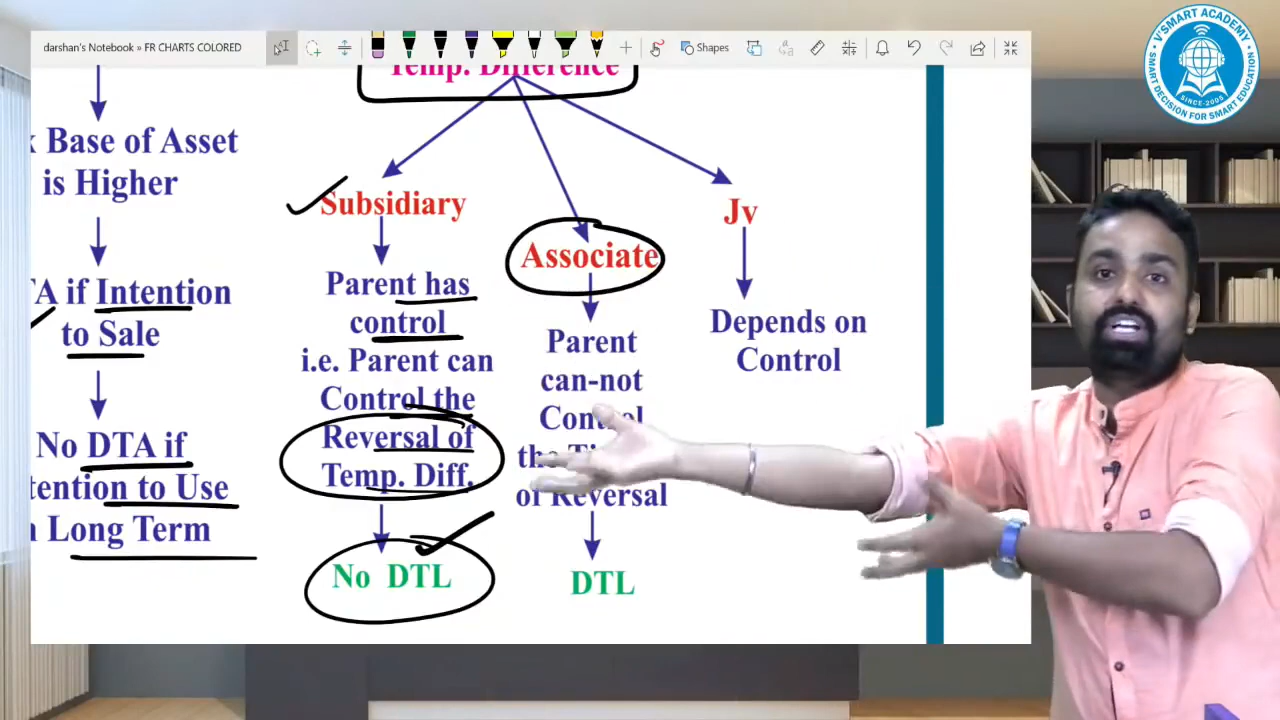 darshan's Notebook » FR CHARTS COLORED
Shapes
V'SMART ACADEMY
SMART DECISION FOR SMART EDUCATION
SINCE-2005
Temp. Difference
Base of Asset
is Higher
if Intention
to Sale
No DTA if
to Use
Long Term
Subsidiary
Parent has
control
i.e. Parent can
Control the
Reversal of
Temp. Diff.
No DTL
Associate
Parent
can-not
of Reversal
DTL
Jv
Depends on
Control